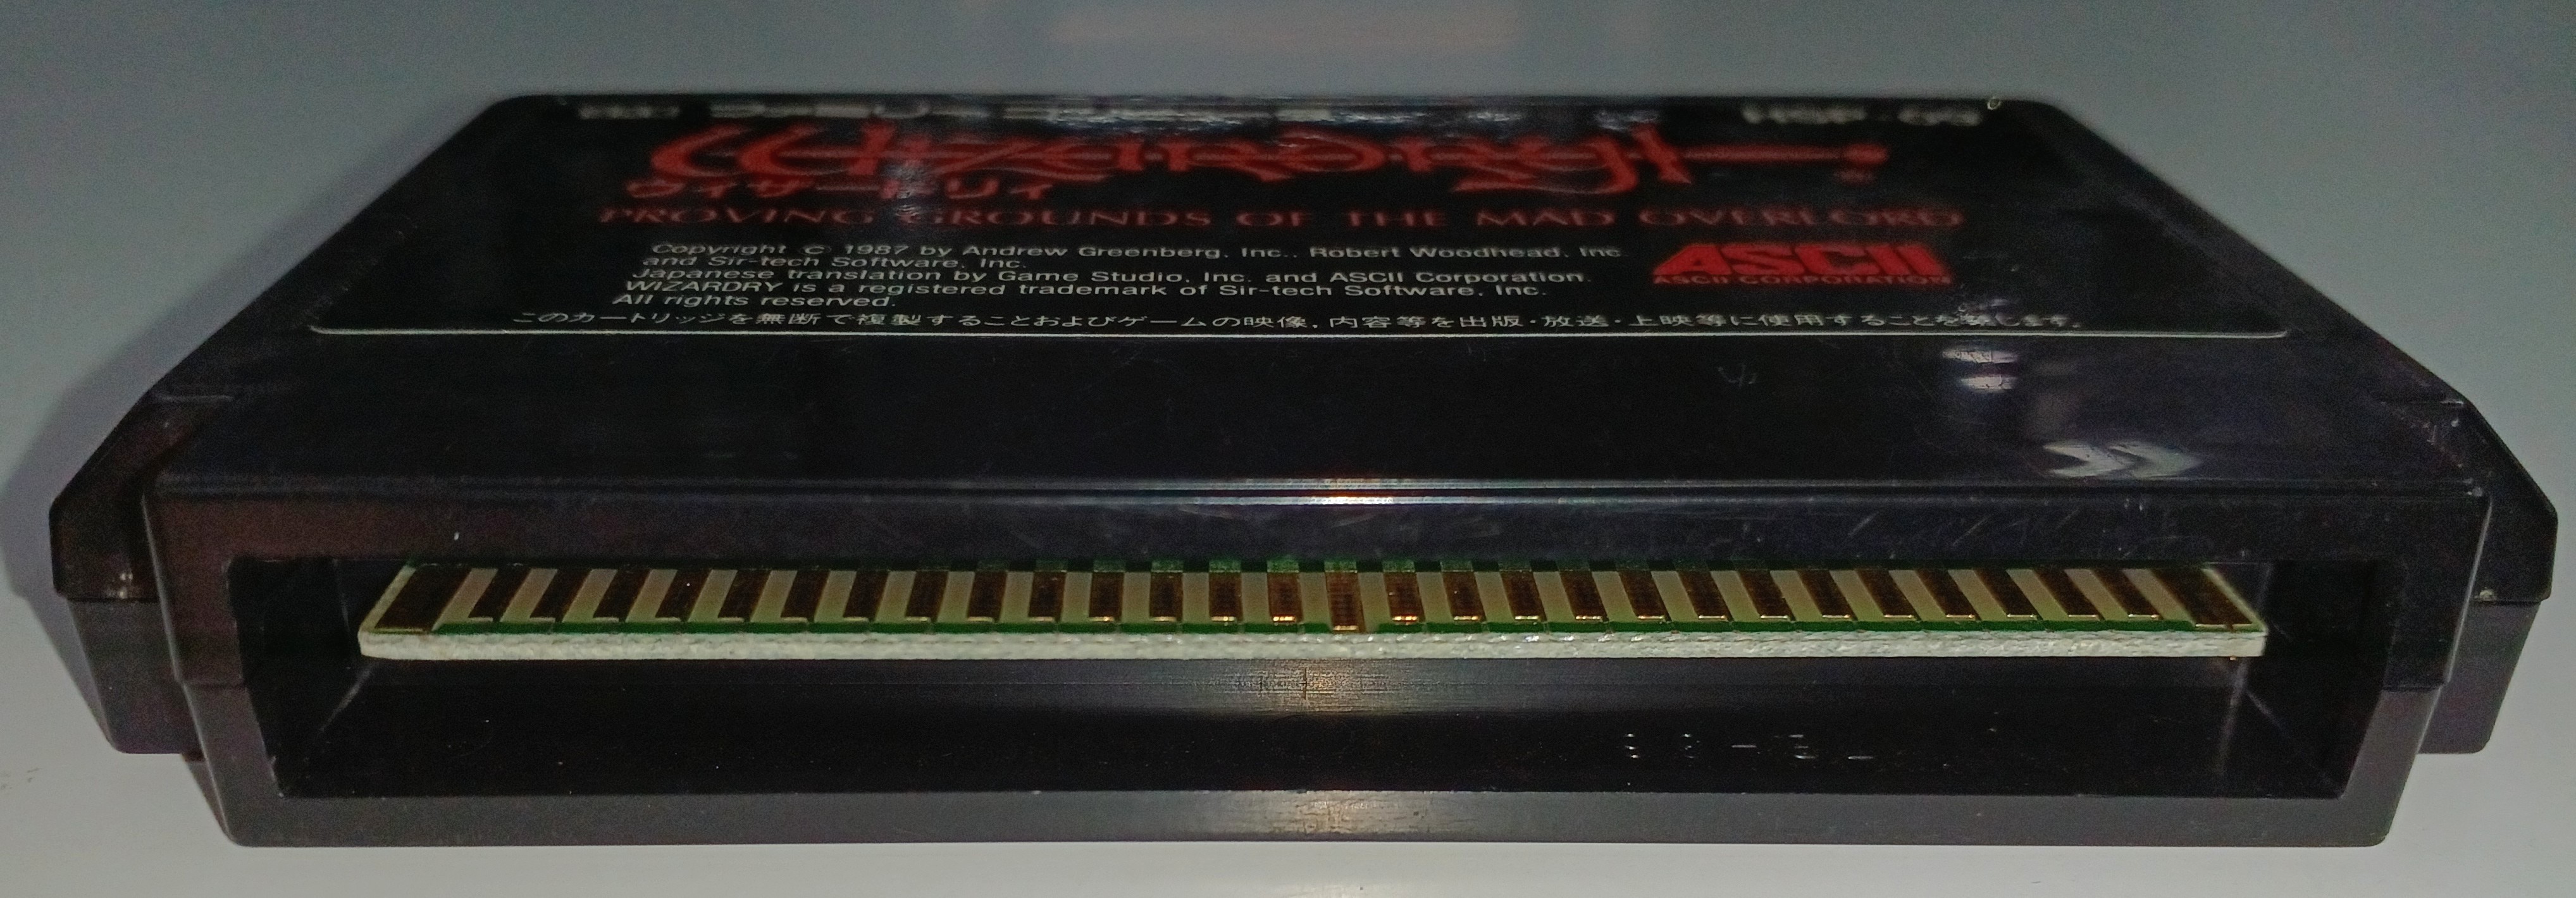 Wizardry
ウィザードリィ
PROVING GROUNDS OF THE MAD OVERLORD
Copyright © 1987 by Andrew Greenberg, Inc., Robert Woodhead, Inc.
and Sir-tech Software, Inc.
Japanese translation by Game Studio, Inc. and ASCII Corporation.
WIZARDRY is a registered trademark of Sir-tech Software, Inc.
All rights reserved.
ASCII
ASCII CORPORATION
このカートリッジを無断で複製することおよびゲームの映像,内容等を出版・放送・上映等に使用することを禁じます。